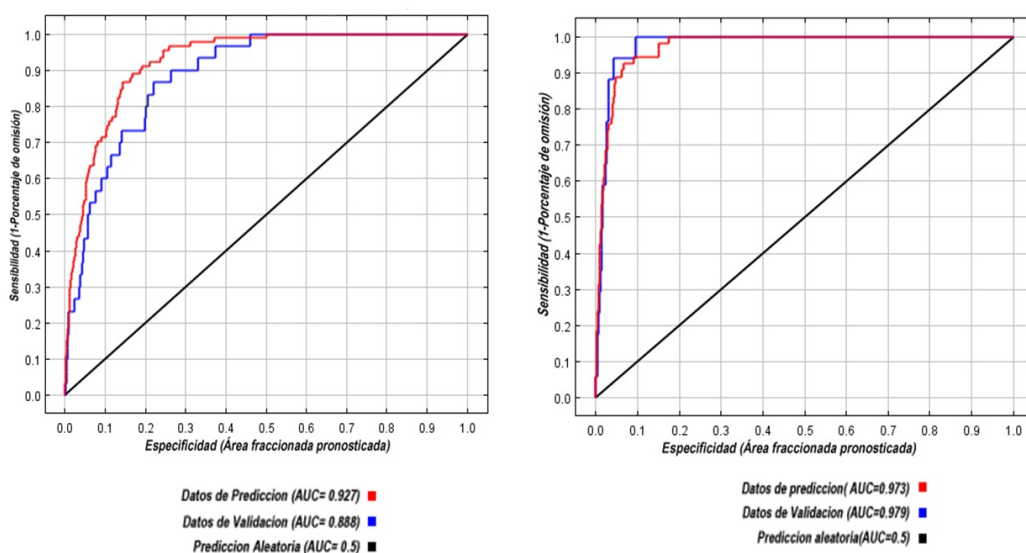 1.0
0.9
0.8
0.7
0.6
0.5
0.4
0.3
0.2
0.1
0.0
Sensibilidad (1-Porcentaje de omisión)
0.0 0.1 0.2 0.3 0.4 0.5 0.6 0.7 0.8 0.9 1.0
Especificidad (Área fraccionada pronosticada)
Datos de Prediccion (AUC= 0.927)
Datos de Validacion (AUC= 0.888)
Prediccion Aleatoria (AUC= 0.5)
1.0
0.9
0.8
0.7
0.6
0.5
0.4
0.3
0.2
0.1
0.0
Sensibilidad (1-Porcentaje de omisión)
0.0 0.1 0.2 0.3 0.4 0.5 0.6 0.7 0.8 0.9 1.0
Especificidad (Área fraccionada pronosticada)
Datos de prediccion( AUC=0.973)
Datos de Validacion (AUC=0.979)
Prediccion aleatoria(AUC=0.5)